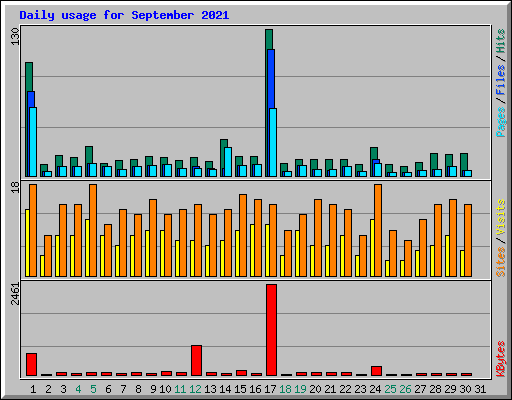 Daily usage for September 2021
130
Pages / Files / Hits
18
Sites / Visits
2461
KBytes
1 2 3 4 5 6 7 8 9 10 11 12 13 14 15 16 17 18 19 20 21 22 23 24 25 26 27 28 29 30 31